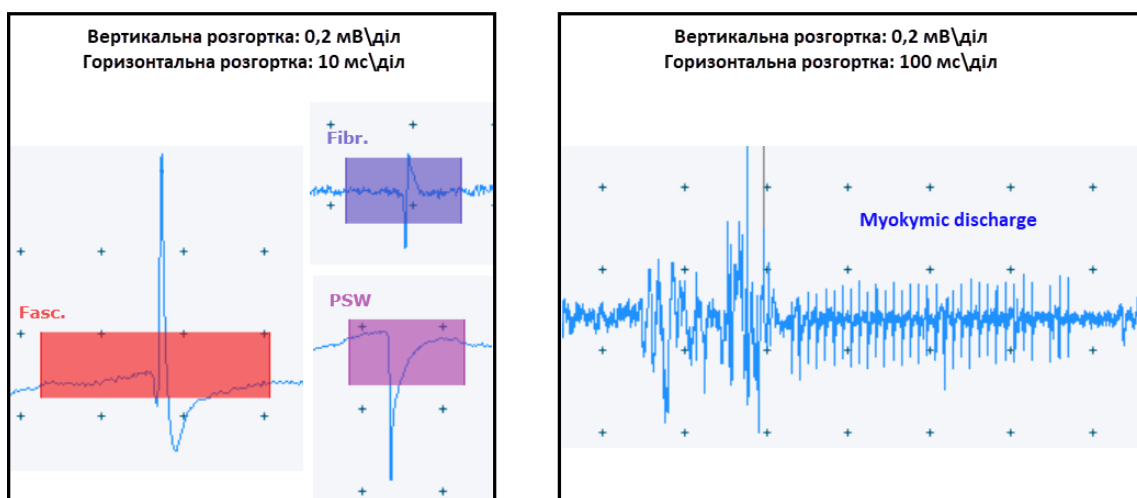 Вертикальна розгортка: 0,2 мВ\діл
Горизонтальна розгортка: 10 мс\діл
Fibr.
Fasc.
PSW
Вертикальна розгортка: 0,2 мВ\діл
Горизонтальна розгортка: 100 мс\діл
Myokymic discharge